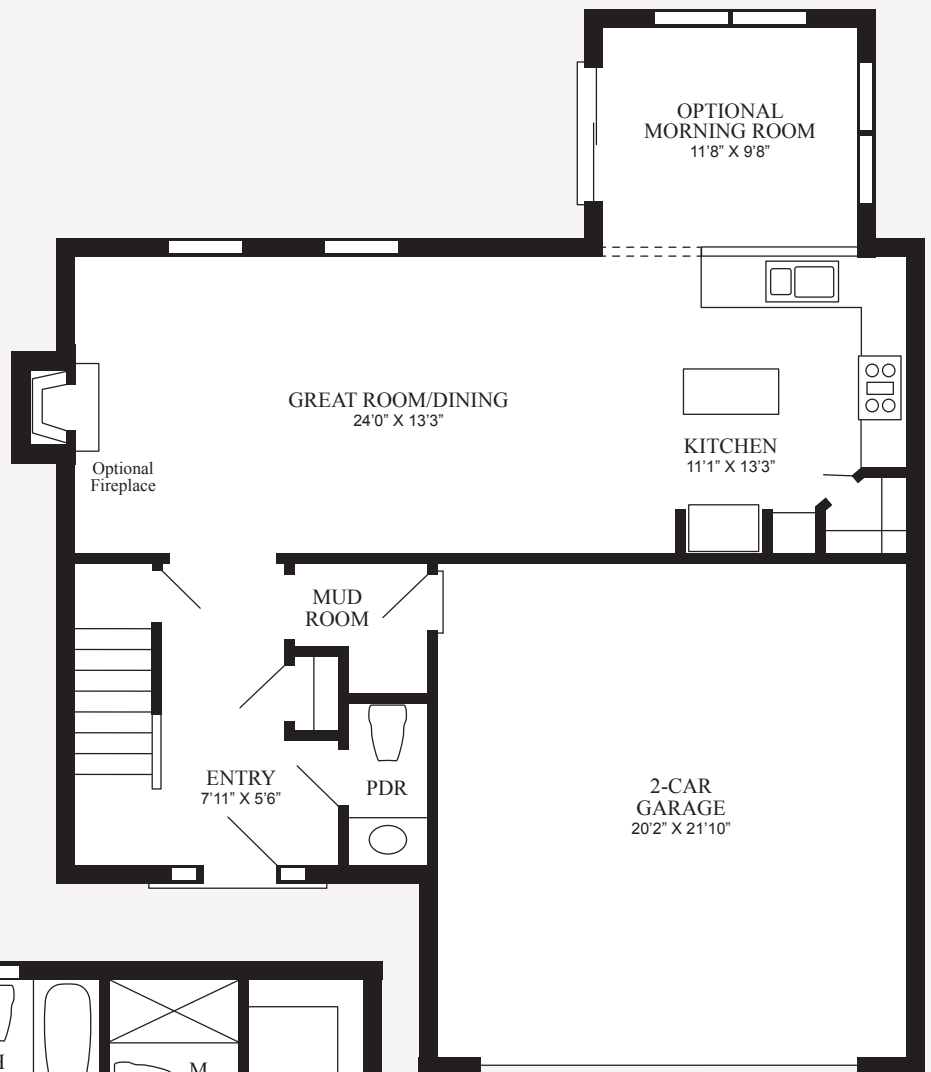 OPTIONAL
MORNING ROOM
11'8" X 9'8"
GREAT ROOM/DINING
24'0" X 13'3"
KITCHEN
11'1" X 13'3"
Optional
Fireplace
MUD
ROOM
ENTRY
7'11" X 5'6"
PDR
2-CAR
GARAGE
20'2" X 21'10"